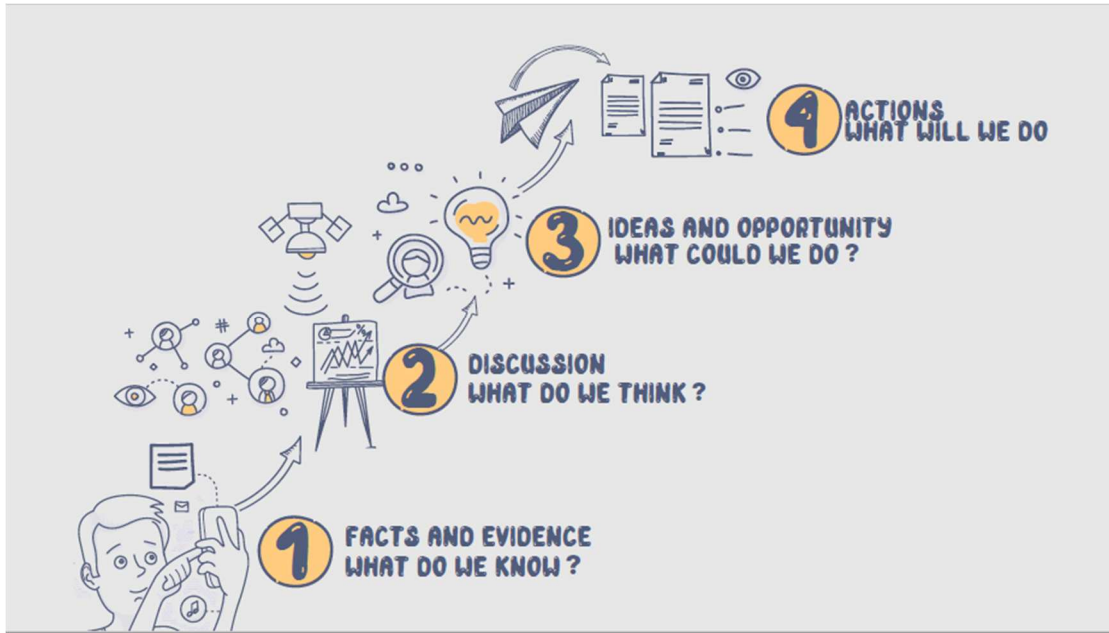 4
ACTIONS
WHAT WILL WE DO
3
IDEAS AND OPPORTUNITY
WHAT COULD WE DO ?
#
%
2
DISCUSSION
WHAT DO WE THINK ?
1
FACTS AND EVIDENCE
WHAT DO WE KNOW ?